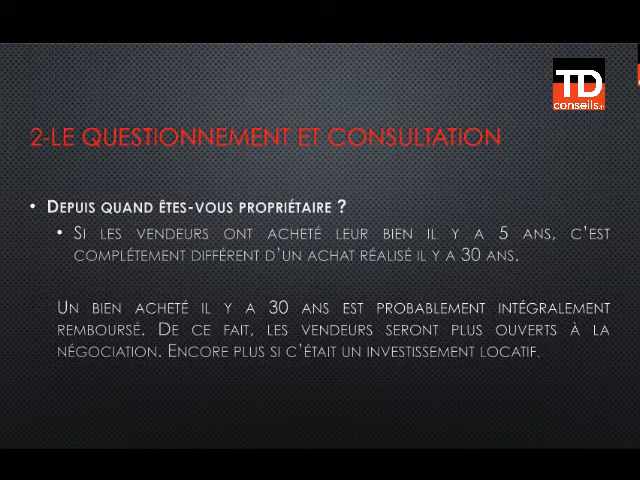 TD
conseils.fr
2-LE QUESTIONNEMENT ET CONSULTATION
• DEPUIS QUAND ÊTES-VOUS PROPRIÉTAIRE ?
• SI LES VENDEURS ONT ACHETÉ LEUR BIEN IL Y A 5 ANS, C'EST
COMPLÉTEMENT DIFFÉRENT D'UN ACHAT RÉALISÉ IL Y A 30 ANS.
UN BIEN ACHETÉ IL Y A 30 ANS EST PROBABLEMENT INTÉGRALEMENT
REMBOURSÉ. DE CE FAIT, LES VENDEURS SERONT PLUS OUVERTS À LA
NÉGOCIATION. ENCORE PLUS SI C'ÉTAIT UN INVESTISSEMENT LOCATIF.